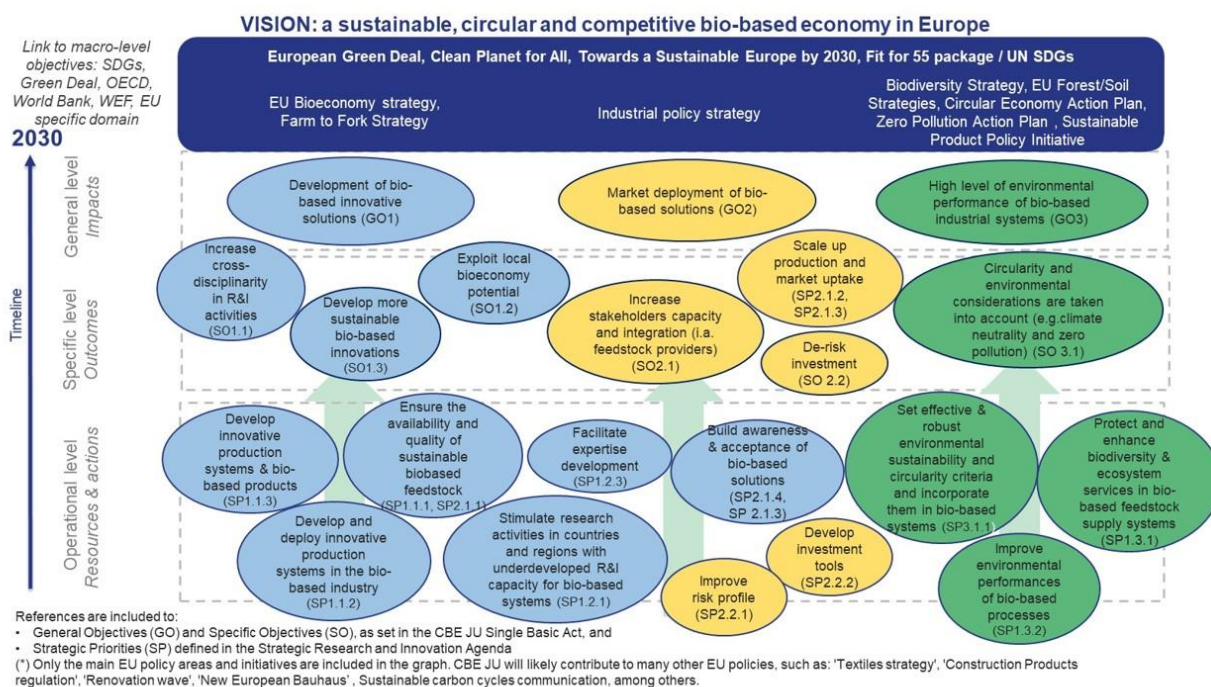 VISION: a sustainable, circular and competitive bio-based economy in Europe
Link to macro-level
objectives: SDGs,
Green Deal, OECD,
World Bank, WEF, EU
specific domain
2030
European Green Deal, Clean Planet for All, Towards a Sustainable Europe by 2030, Fit for 55 package / UN SDGs
EU Bioeconomy strategy,
Farm to Fork Strategy
Industrial policy strategy
Biodiversity Strategy, EU Forest/Soil
Strategies, Circular Economy Action Plan,
Zero Pollution Action Plan , Sustainable
Product Policy Initiative
Timeline
General level
Impacts
Development of bio-
based innovative
solutions (GO1)
Market deployment of bio-
based solutions (GO2)
High level of environmental
performance of bio-based
industrial systems (GO3)
Specific level
Outcomes
Increase
cross-
disciplinarity
in R&I
activities
(SO1.1)
Develop more
sustainable
bio-based
innovations
(SO1.3)
Exploit local
bioeconomy
potential
(SO1.2)
Increase
stakeholders
capacity and
integration (i.a.
feedstock providers)
(SO2.1)
Scale up
production and
market uptake
(SP2.1.2,
SP2.1.3)
De-risk
investment
(SO 2.2)
Circularity and
environmental
considerations are taken
into account (e.g.climate
neutrality and zero
pollution) (SO 3.1)
Operational level
Resources & actions
Develop
innovative
production
systems & bio-
based products
(SP1.1.3)
Ensure the
availability and
quality of
sustainable
biobased
feedstock
(SP1.1.1, SP2.1.1)
Facilitate
expertise
development
(SP1.2.3)
Build awareness
& acceptance of
bio-based
solutions
(SP2.1.4,
SP 2.1.3)
Set effective &
robust
environmental
sustainability
and circularity
criteria and
incorporate
them in bio-based
systems (SP3.1.1)
Protect and
enhance
biodiversity &
ecosystem
services in bio-
based feedstock
supply systems
(SP1.3.1)
Develop and
deploy innovative
production
systems in the bio-
based industry
(SP1.1.2)
Stimulate research
activities in countries
and regions with
underdeveloped R&I
capacity for bio-based
systems (SP1.2.1)
Improve
risk profile
(SP2.2.1)
Develop
investment
tools
(SP2.2.2)
Improve
environmental
performances
of bio-based
processes
(SP1.3.2)
References are included to:
• General Objectives (GO) and Specific Objectives (SO), as set in the CBE JU Single Basic Act, and
• Strategic Priorities (SP) defined in the Strategic Research and Innovation Agenda
(*) Only the main EU policy areas and initiatives are included in the graph. CBE JU will likely contribute to many other EU policies, such as: 'Textiles strategy', 'Construction Products
regulation', 'Renovation wave', 'New European Bauhaus' , Sustainable carbon cycles communication, among others.